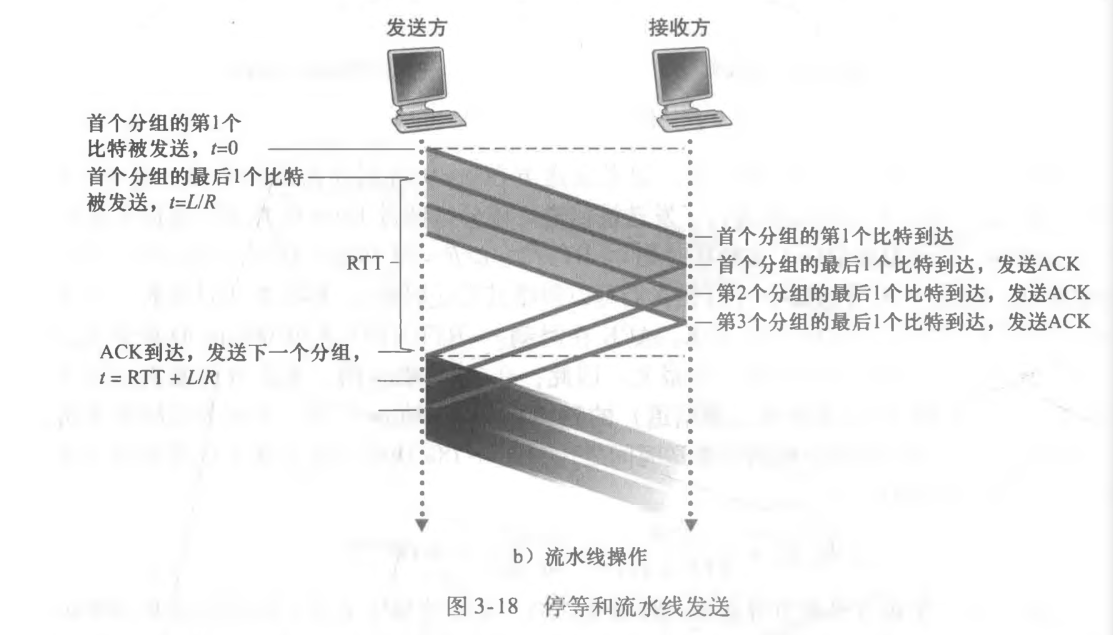 发送方
接收方
首个分组的第1个
比特被发送，t=0
首个分组的最后1个比特
被发送，t=L/R
首个分组的第1个比特到达
RTT
首个分组的最后1个比特到达，发送ACK
第2个分组的最后1个比特到达，发送ACK
第3个分组的最后1个比特到达，发送ACK
ACK到达，发送下一个分组，
t = RTT + L/R
b）流水线操作
图 3-18 停等和流水线发送